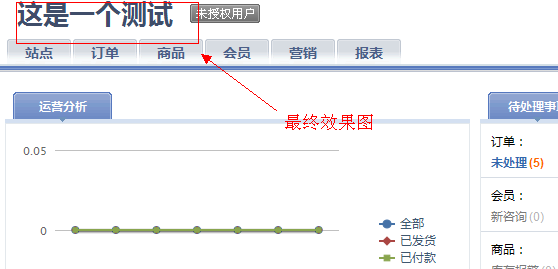 这是一个测试 未授权用户
站点 订单 商品 会员 营销 报表
最终效果图
运营分析
0.05
0
全部
已发货
已付款
待处理事
订单：
未处理(5)
会员：
新咨询(0)
商品：